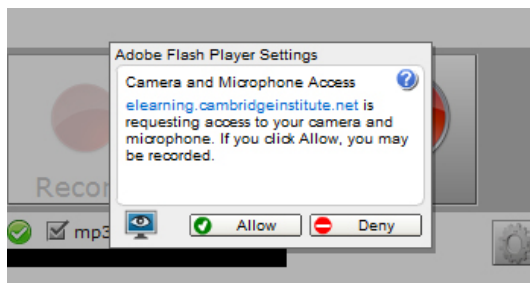 Adobe Flash Player Settings
Camera and Microphone Access
elearning.cambridgeinstitute.net is
requesting access to your camera and
microphone. If you click Allow, you may
be recorded.
Recor
mp3
Allow
Deny